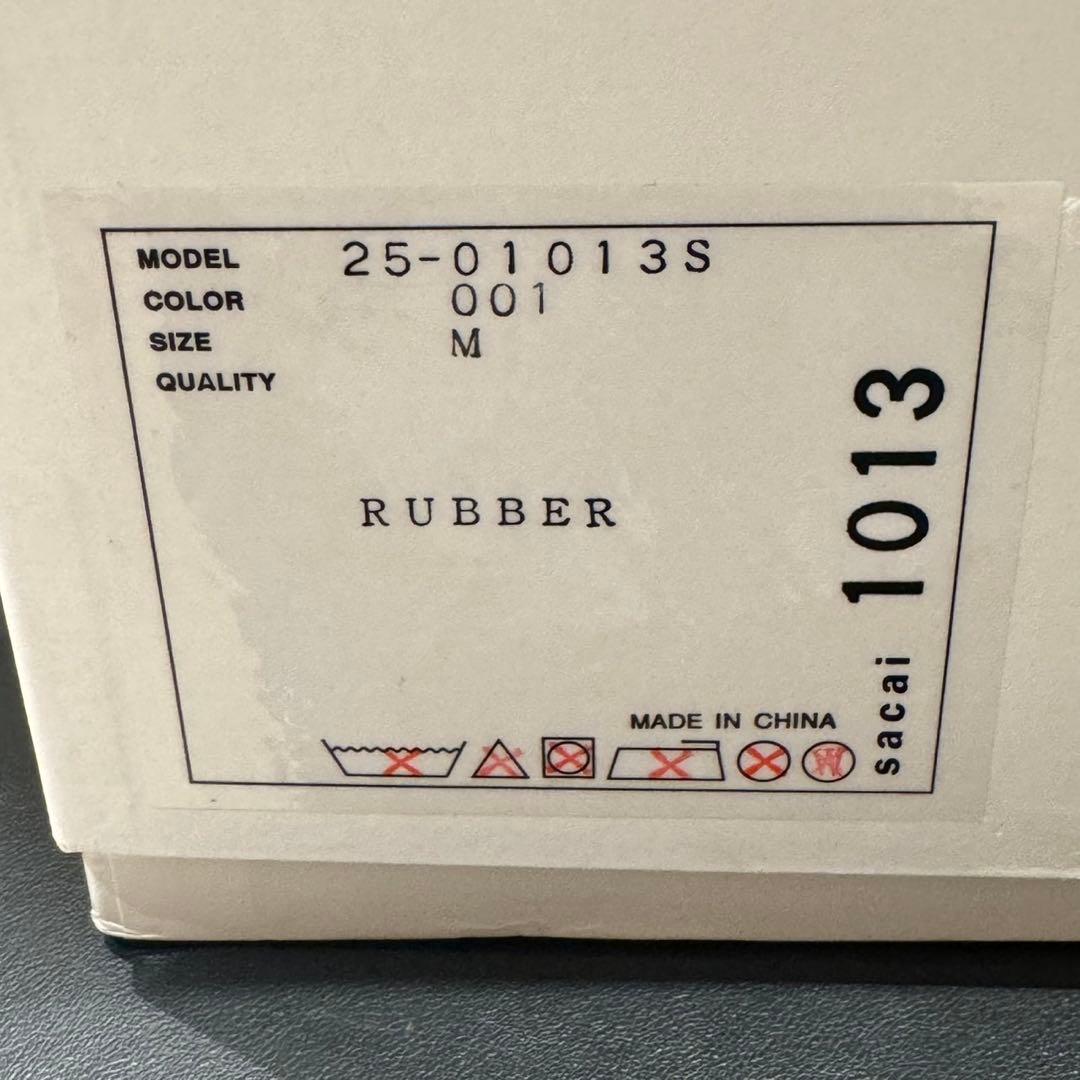 MODEL 25-01013S
COLOR 001
SIZE M
QUALITY
RUBBER
MADE IN CHINA
sacai 1013